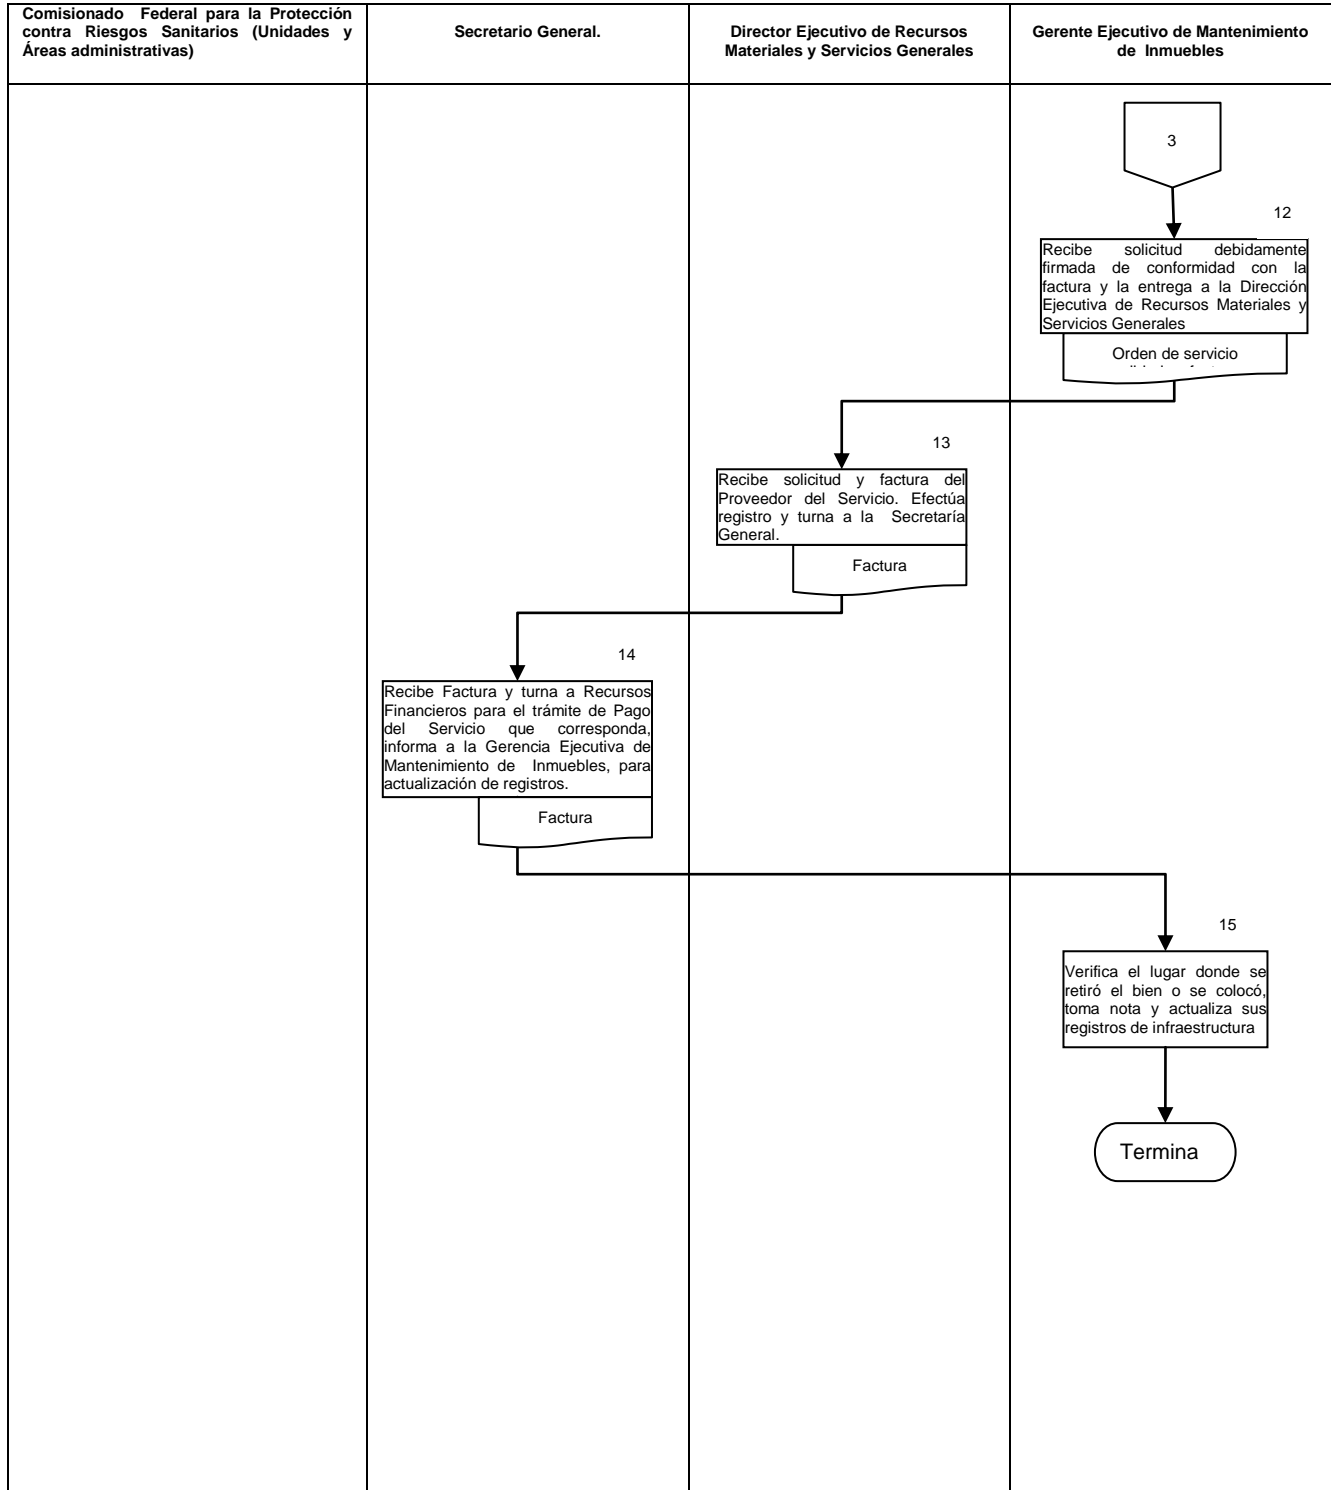 Comisionado Federal para la Protección
contra Riesgos Sanitarios (Unidades y
Áreas administrativas)
Secretario General.
Director Ejecutivo de Recursos
Materiales y Servicios Generales
Gerente Ejecutivo de Mantenimiento
de Inmuebles
3
12
Recibe solicitud debidamente
firmada de conformidad con la
factura y la entrega a la Dirección
Ejecutiva de Recursos Materiales y
Servicios Generales
Orden de servicio
13
Recibe solicitud y factura del
Proveedor del Servicio. Efectúa
registro y turna a la Secretaría
General.
Factura
14
Recibe Factura y turna a Recursos
Financieros para el trámite de Pago
del Servicio que corresponda,
informa a la Gerencia Ejecutiva de
Mantenimiento de Inmuebles, para
actualización de registros.
Factura
15
Verifica el lugar donde se
retiró el bien o se colocó,
toma nota y actualiza sus
registros de infraestructura
Termina